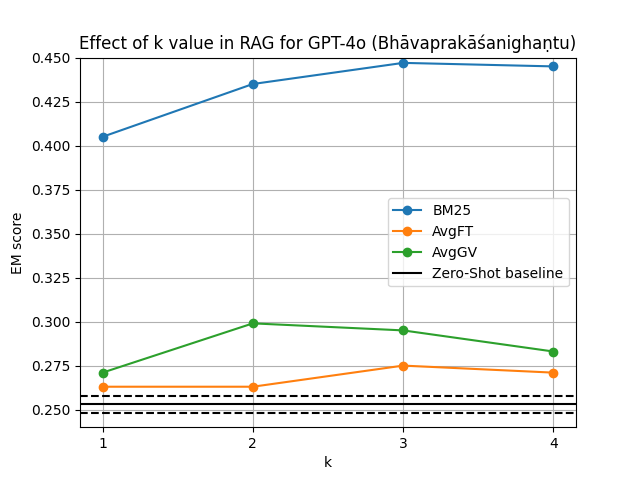 Effect of k value in RAG for GPT-4o (Bhāvaprakāśanighaṇṭu)
0.450
0.425
0.400
0.375
0.350
0.325
0.300
0.275
0.250
EM score
BM25
AvgFT
AvgGV
Zero-Shot baseline
1 2 3 4
k